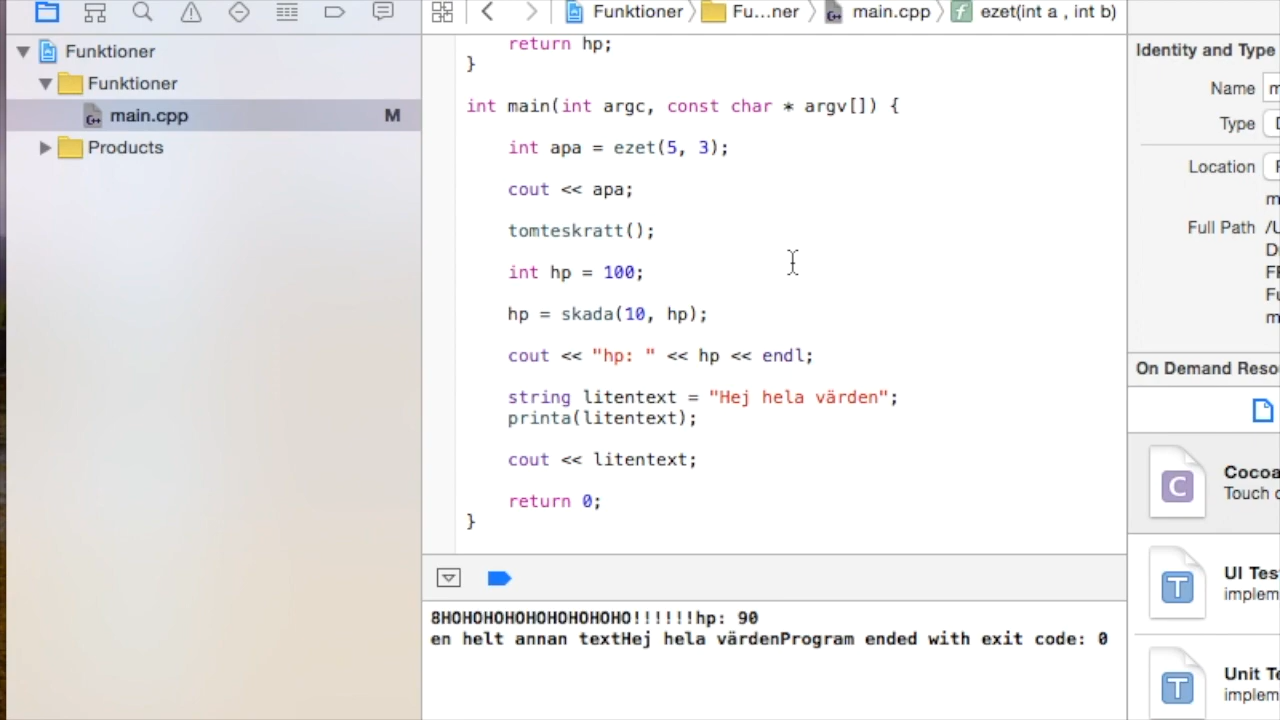 Funktioner
Fu...ner
main.cpp
ezet(int a , int b)
Funktioner
Funktioner
main.cpp
M
Products
return hp;
}
int main(int argc, const char * argv[]) {
int apa = ezet(5, 3);
cout << apa;
tomteskratt();
int hp = 100;
hp = skada(10, hp);
cout << "hp: " << hp << endl;
string litentext = "Hej hela värden";
printa(litentext);
cout << litentext;
return 0;
}
8HOHOHOHOHOHOHOHOHO!!!!!!hp: 90
en helt annan textHej hela värdenProgram ended with exit code: 0
Identity and Type
Name
Type
Location
Full Path
On Demand Reso
C
Cocoa
Touch
T
UI Tes
implem
T
Unit Te
implem